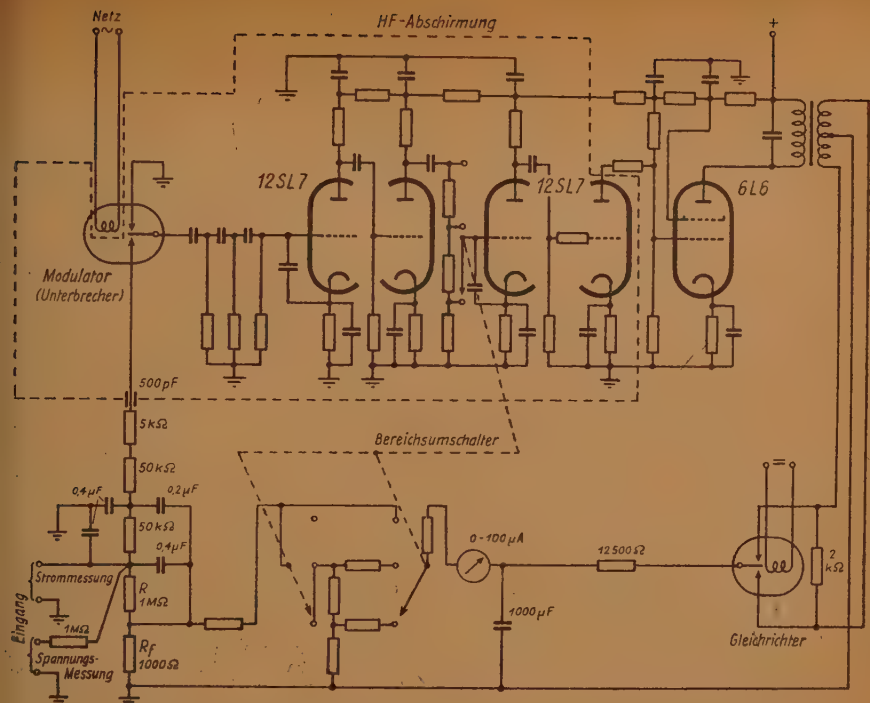 Netz
~
HF-Abschirmung
+
12SL7
12SL7
6L6
Modulator
(Unterbrecher)
500pF
5kΩ
Bereichsumschalter
50kΩ
0,4µF
0,2µF
50kΩ
0,4µF
0-100µA
12500Ω
2
kΩ
Strommessung
R
1MΩ
1000µF
Eingang
1MΩ
Gleichrichter
Spannungs-
Messung
Rf
1000Ω